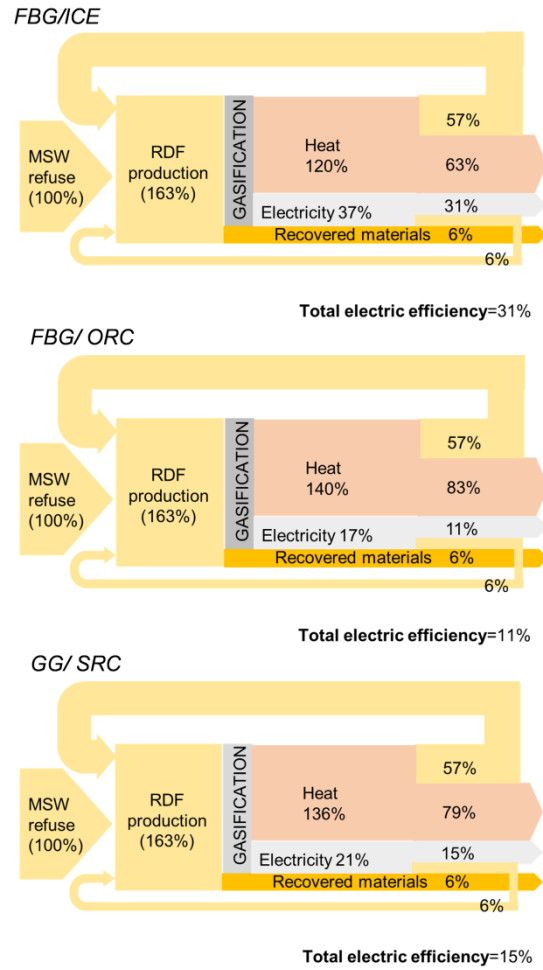 FBG/ICE
MSW
refuse
(100%)
RDF
production
(163%)
GASIFICATION
Heat
120%
57%
63%
Electricity 37%
31%
Recovered materials 6%
6%
Total electric efficiency=31%
FBG/ ORC
MSW
refuse
(100%)
RDF
production
(163%)
GASIFICATION
Heat
140%
57%
83%
Electricity 17%
11%
Recovered materials 6%
6%
Total electric efficiency=11%
GG/ SRC
MSW
refuse
(100%)
RDF
production
(163%)
GASIFICATION
Heat
136%
57%
79%
Electricity 21%
15%
Recovered materials 6%
6%
Total electric efficiency=15%